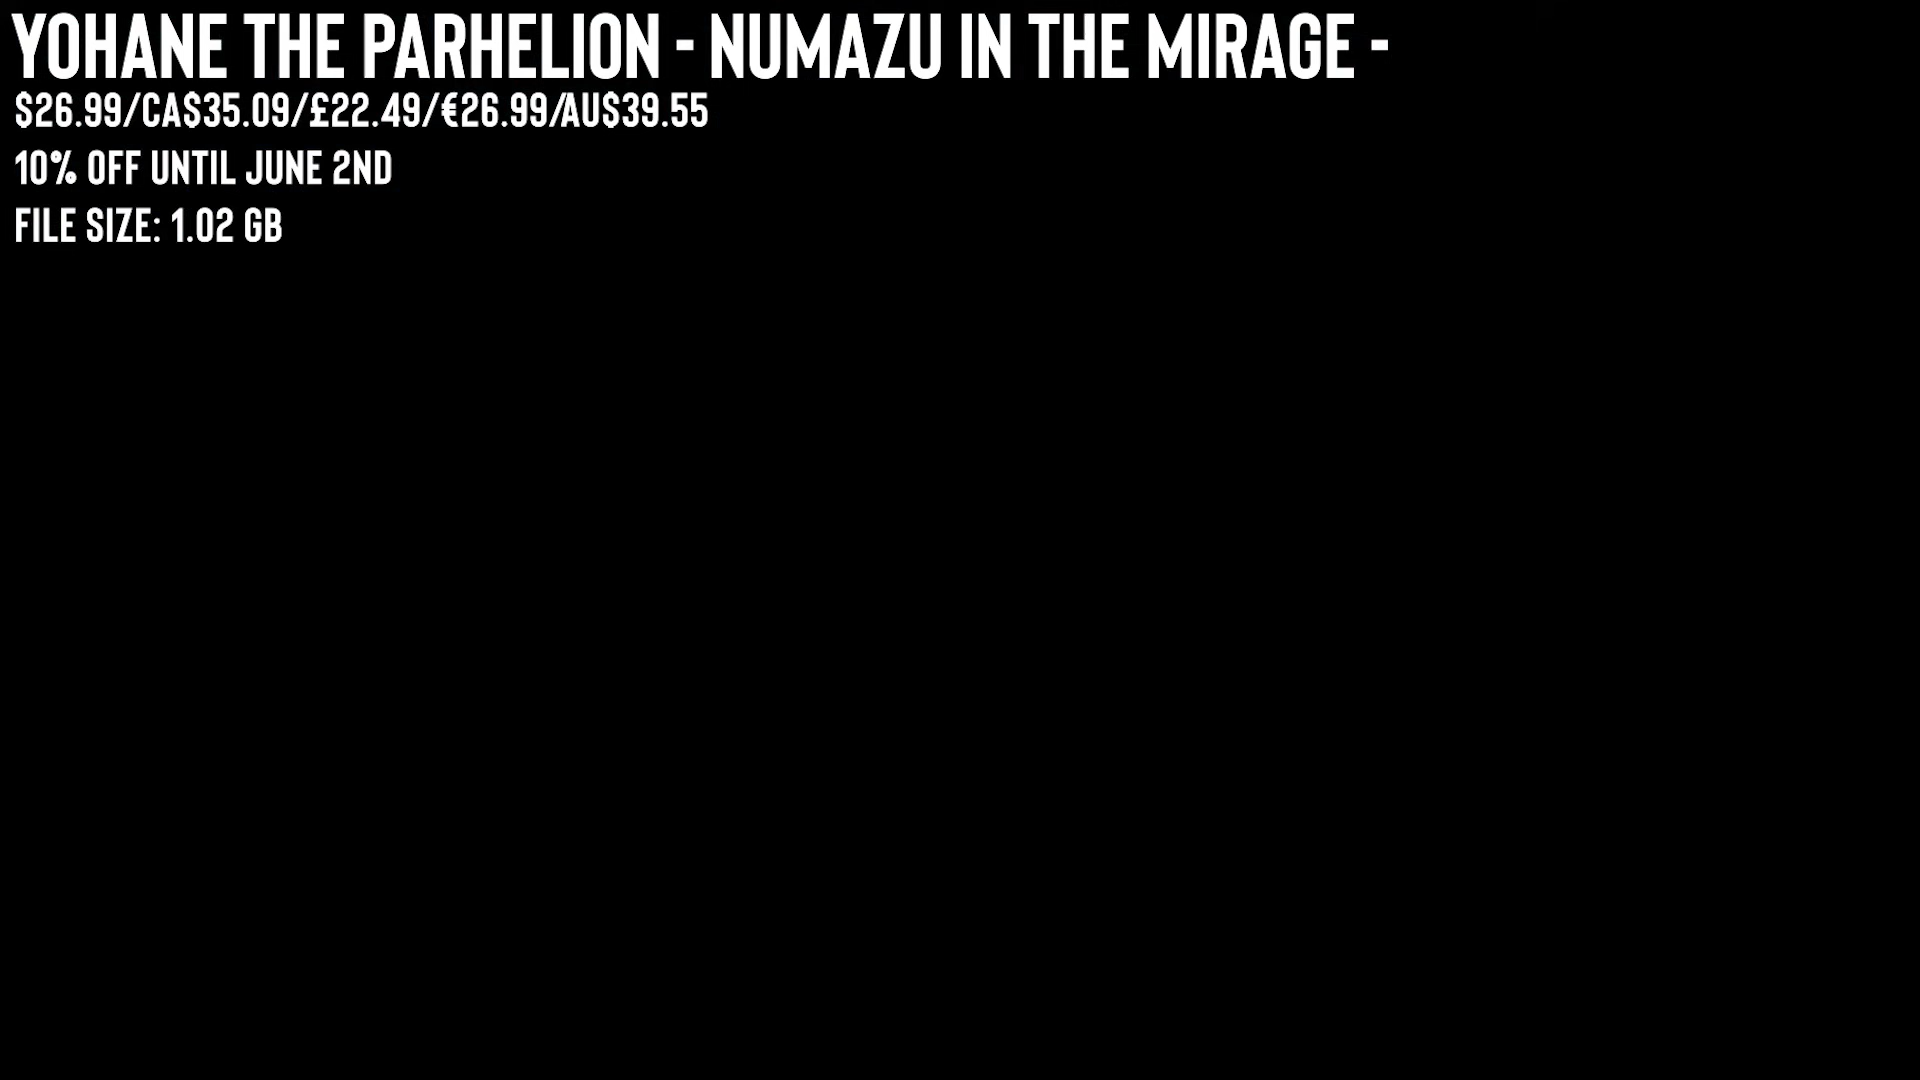 YOHANE THE PARHELION - NUMAZU IN THE MIRAGE -
$26.99/CA$35.09/£22.49/€26.99/AU$39.55
10% OFF UNTIL JUNE 2ND
FILE SIZE: 1.02 GB